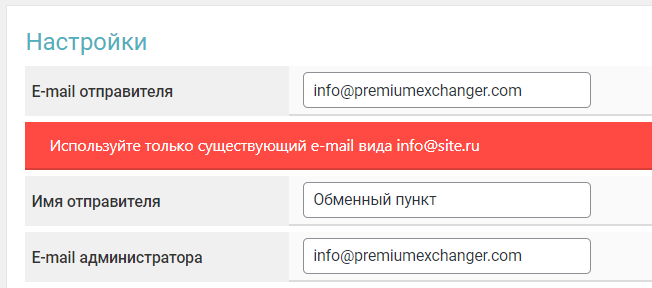 Настройки
E-mail отправителя
info@premiumexchanger.com
Используйте только существующий e-mail вида info@site.ru
Имя отправителя
Обменный пункт
E-mail администратора
info@premiumexchanger.com